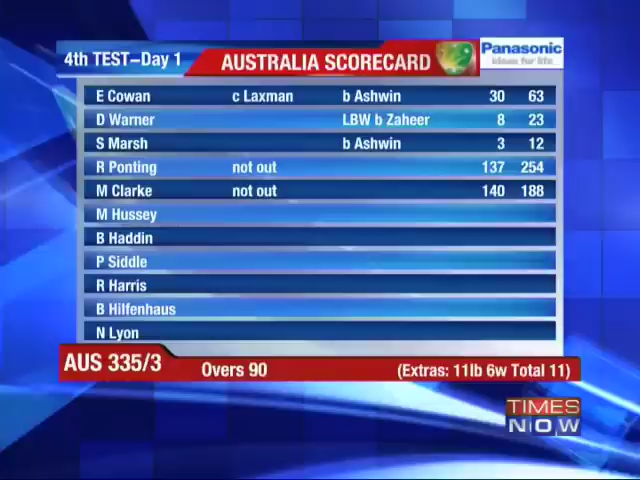 4th TEST–Day 1 AUSTRALIA SCORECARD Panasonic
ideas for life
E Cowan c Laxman b Ashwin 30 63
D Warner LBW b Zaheer 8 23
S Marsh b Ashwin 3 12
R Ponting not out 137 254
M Clarke not out 140 188
M Hussey
B Haddin
P Siddle
R Harris
B Hilfenhaus
N Lyon
AUS 335/3 Overs 90 (Extras: 11lb 6w Total 11)
TIMES
NOW